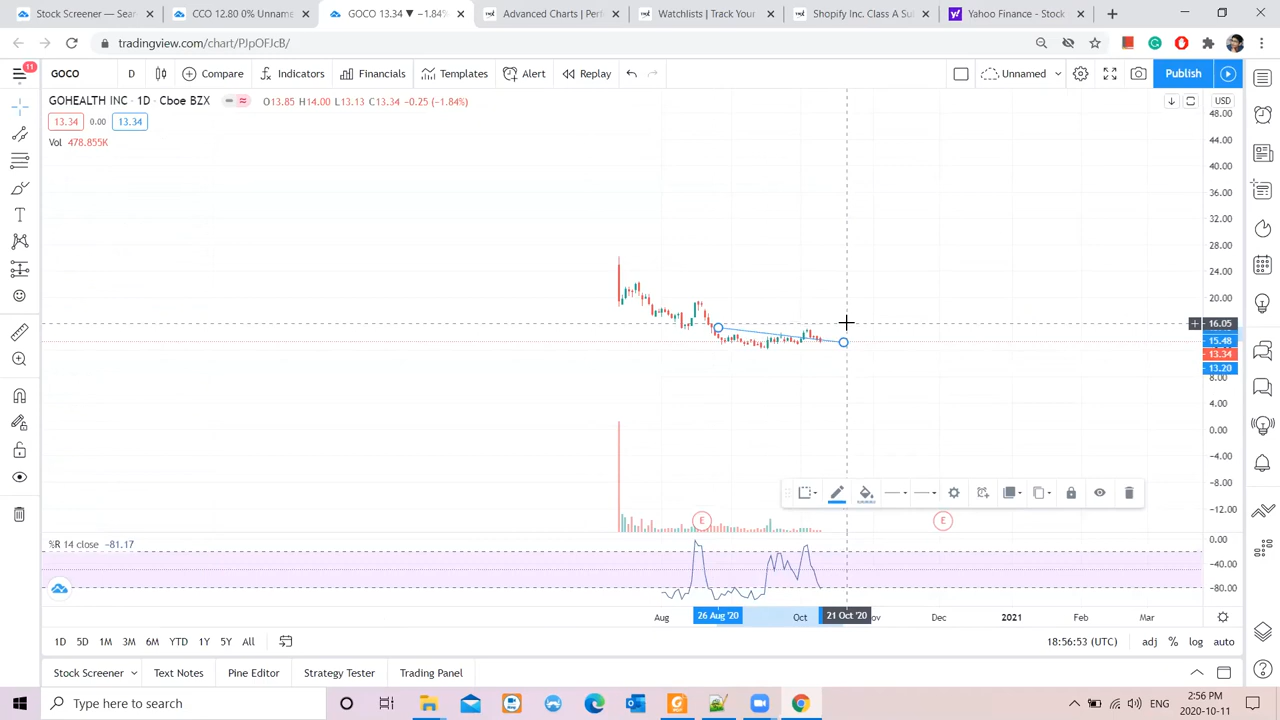 Stock Screener — Sear
CCO 12.80 0% Unname
GOCO 13.34 ▼ −1.84%
Advanced Charts | Per
Watchlists | Track Your
Shopify Inc. Class A Su
Yahoo Finance - Stock
tradingview.com/chart/PJpOFJcB/
11
GOCO
D
Compare
Indicators
Financials
Templates
Alert
Replay
Unnamed
Publish
GOHEALTH INC · 1D · Cboe BZX
O13.85 H14.00 L13.13 C13.34 −0.25 (−1.84%)
USD
13.34 0.00 13.34
Vol 478.855K
48.00
44.00
40.00
36.00
32.00
28.00
24.00
20.00
16.05
15.48
13.34
13.20
8.00
4.00
0.00
−4.00
−8.00
−12.00
E
E
%R 14 close −81.17
0.00
−40.00
−80.00
Aug
26 Aug '20
Oct
21 Oct '20
ov
Dec
2021
Feb
Mar
1D 5D 1M 3M 6M YTD 1Y 5Y All
18:56:53 (UTC)
adj % log auto
Stock Screener
Text Notes
Pine Editor
Strategy Tester
Trading Panel
Type here to search
ENG
2:56 PM
2020-10-11